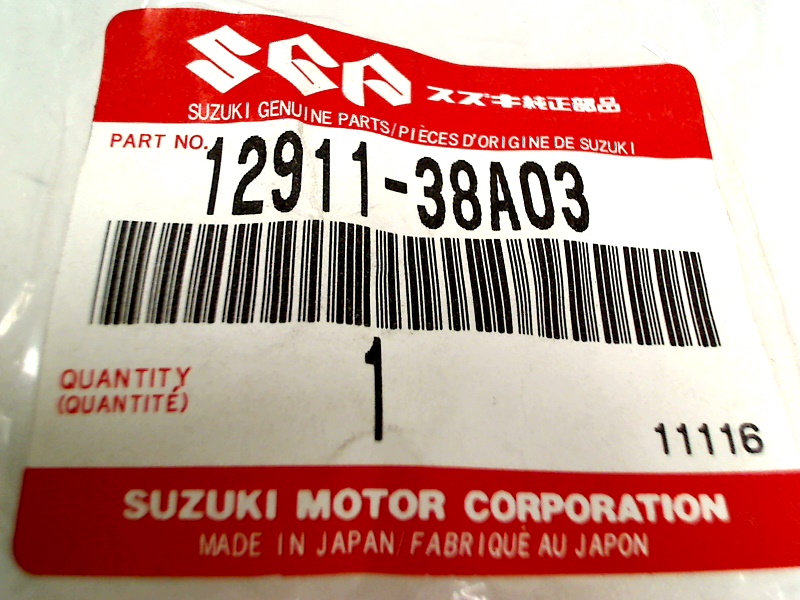 SGP スズキ純正部品
SUZUKI GENUINE PARTS/PIÈCES D'ORIGINE DE SUZUKI
PART NO. 12911-38A03
QUANTITY
(QUANTITÉ)
1
11116
SUZUKI MOTOR CORPORATION
MADE IN JAPAN/FABRIQUÉ AU JAPON